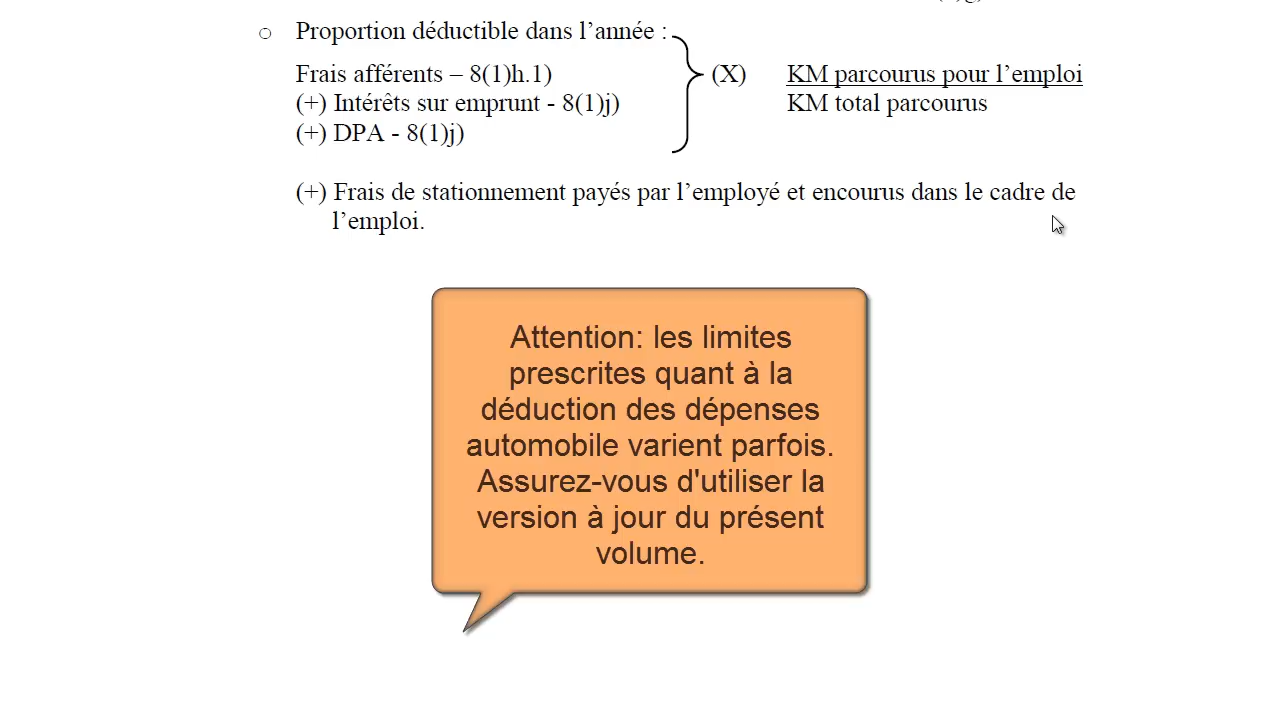 Proportion déductible dans l'année :
Frais afférents – 8(1)h.1)
(+) Intérêts sur emprunt - 8(1)j)
(+) DPA - 8(1)j)
(X)
KM parcourus pour l'emploi
KM total parcourus
(+) Frais de stationnement payés par l'employé et encourus dans le cadre de
l'emploi.
Attention: les limites
prescrites quant à la
déduction des dépenses
automobile varient parfois.
Assurez-vous d'utiliser la
version à jour du présent
volume.